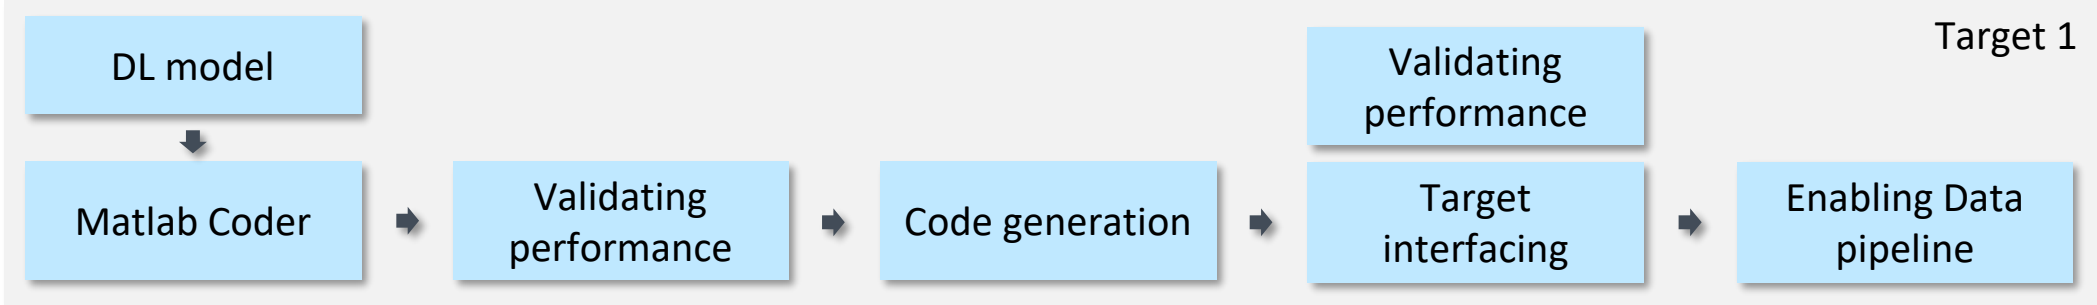 Target 1
DL model
Matlab Coder
Validating
performance
Code generation
Validating
performance
Target
interfacing
Enabling Data
pipeline